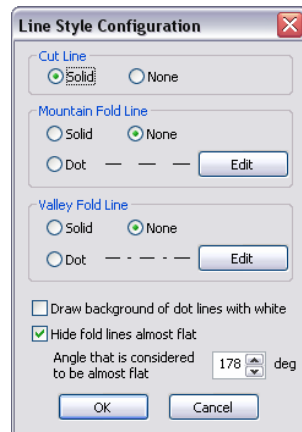 Line Style Configuration
Cut Line
Solid None
Mountain Fold Line
Solid None
Dot Edit
Valley Fold Line
Solid None
Dot Edit
Draw background of dot lines with white
Hide fold lines almost flat
Angle that is considered
to be almost flat 178 deg
OK Cancel